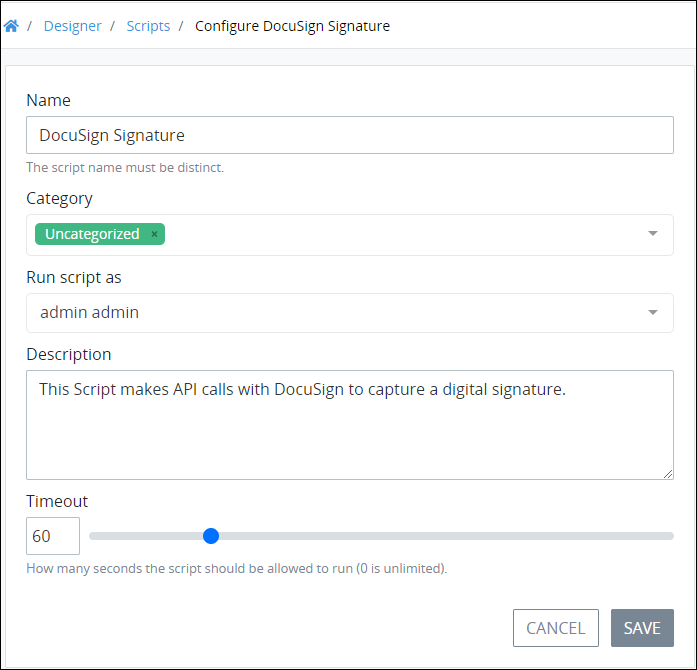 / Designer / Scripts / Configure DocuSign Signature
Name
DocuSign Signature
The script name must be distinct.
Category
Uncategorized ×
Run script as
admin admin
Description
This Script makes API calls with DocuSign to capture a digital signature.
Timeout
60
How many seconds the script should be allowed to run (0 is unlimited).
CANCEL SAVE